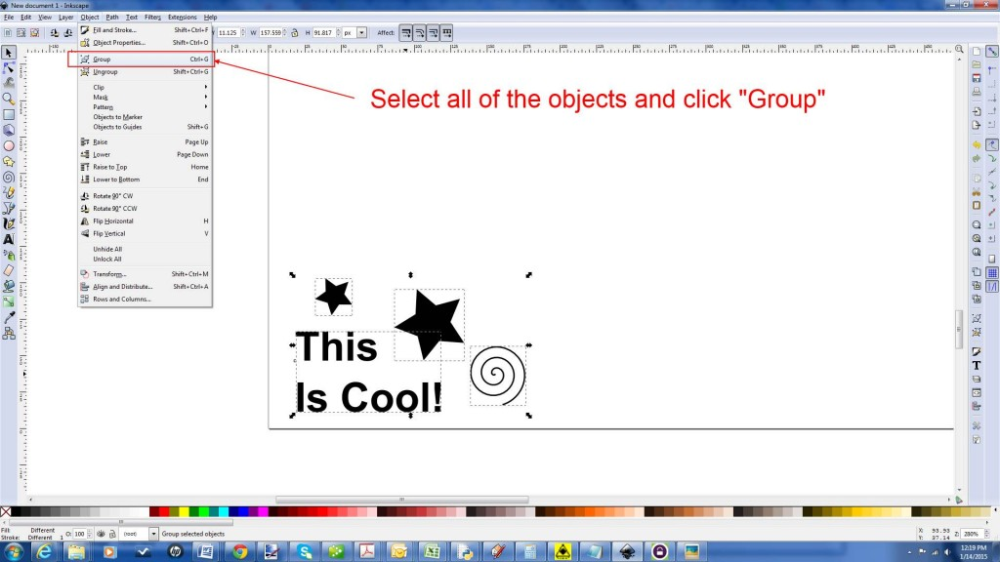 New document 1 - Inkscape
File Edit View Layer Object Path Text Filters Extensions Help
Fill and Stroke... Shift+Ctrl+F
11.125 W 157.559 H 91.817 px Affect:
Object Properties... Shift+Ctrl+O
Group Ctrl+G
Ungroup Shift+Ctrl+G
Select all of the objects and click "Group"
Clip
Mask
Pattern
Objects to Marker
Objects to Guides Shift+G
Raise Page Up
Lower Page Down
Raise to Top Home
Lower to Bottom End
Rotate 90° CW
Rotate 90° CCW
Flip Horizontal H
Flip Vertical V
Unhide All
Unlock All
Transform... Shift+Ctrl+M
Align and Distribute... Shift+Ctrl+A
Rows and Columns...
This
Is Cool!
Fill: Different
Stroke: Different 1
O: 100
(root)
Group selected objects
X: 93.93
Y: 37.14
Z: 280%
12:19 PM
1/14/2015